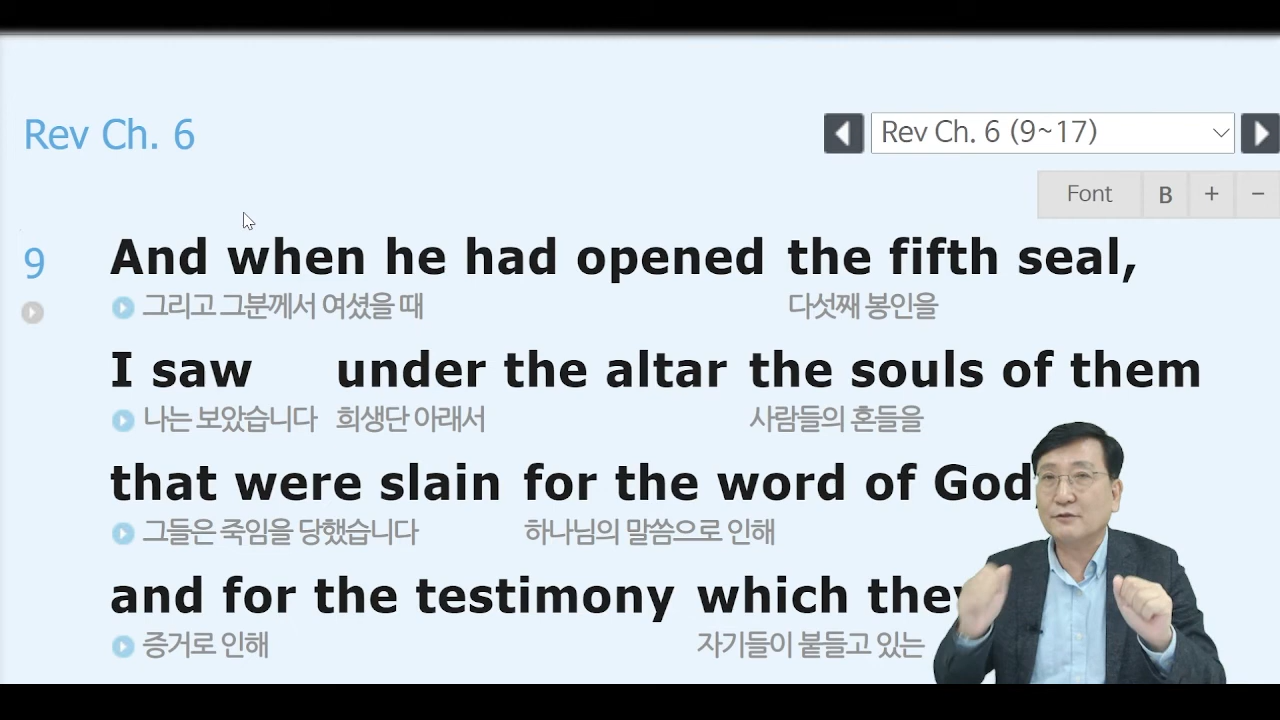 Rev Ch. 6
Rev Ch. 6 (9~17)
Font B + −
9 And when he had opened the fifth seal,
그리고 그분께서 여셨을 때 다섯째 봉인을
I saw under the altar the souls of them
나는 보았습니다 희생단 아래서 사람들의 혼들을
that were slain for the word of God
그들은 죽임을 당했습니다 하나님의 말씀으로 인해
and for the testimony which they
증거로 인해 자기들이 붙들고 있는